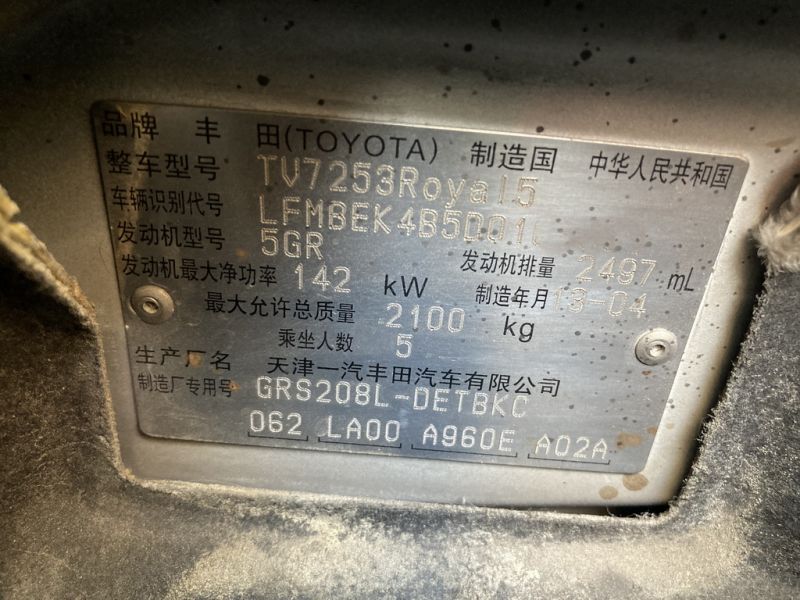 品牌 丰田(TOYOTA) 制造国 中华人民共和国
整车型号 TV7253Royal5
车辆识别代号 LFMBEK4B5D01
发动机型号 5GR 发动机排量 2497 mL
发动机最大净功率 142 kW 制造年月 13-04
最大允许总质量 2100 kg
乘坐人数 5
生产厂名 天津一汽丰田汽车有限公司
制造厂专用号 GRS208L-DETBKC
062 LA00 A960E A02A